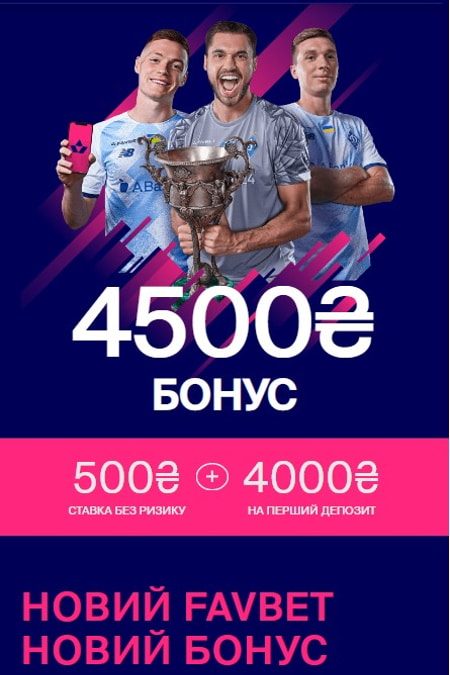 4500₴
БОНУС
500₴ + 4000₴
СТАВКА БЕЗ РИЗИКУ НА ПЕРШИЙ ДЕПОЗИТ
НОВИЙ FAVBET
НОВИЙ БОНУС